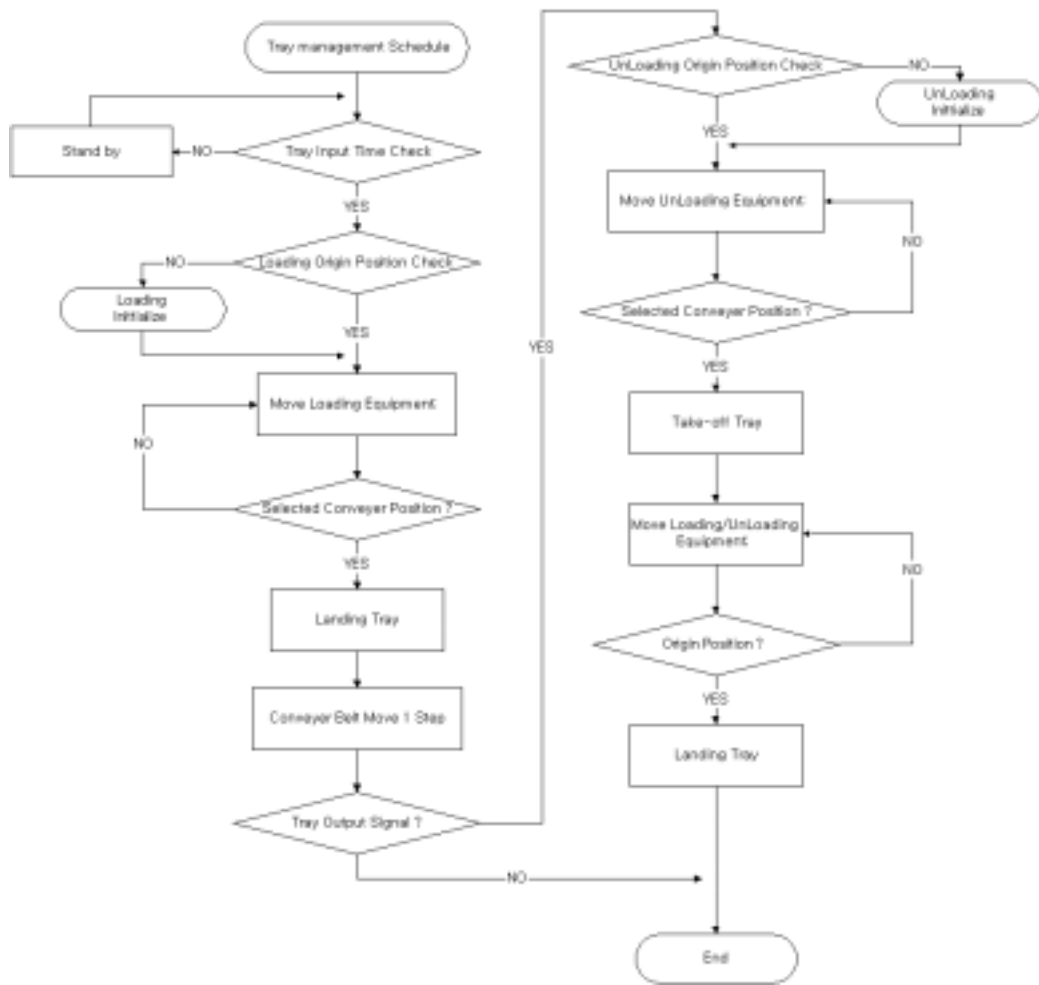 Tray management Schedule
Stand by
NO
Tray Input Time Check
YES
NO
Loading Origin Position Check
Loading
Inittialize
YES
Move Loading Equipment
NO
Selected Conveyer Position ?
YES
Landing Tray
Conveyer Belt Move 1 Step
Tray Output Signal ?
NO
YES
UnLoading Origin Position Check
NO
UnLoading
Inittialize
YES
Move UnLoading Equipment
NO
Selected Conveyer Position ?
YES
Take-off Tray
Move Loading/UnLoading
Equipment
NO
Origin Position ?
YES
Landing Tray
End